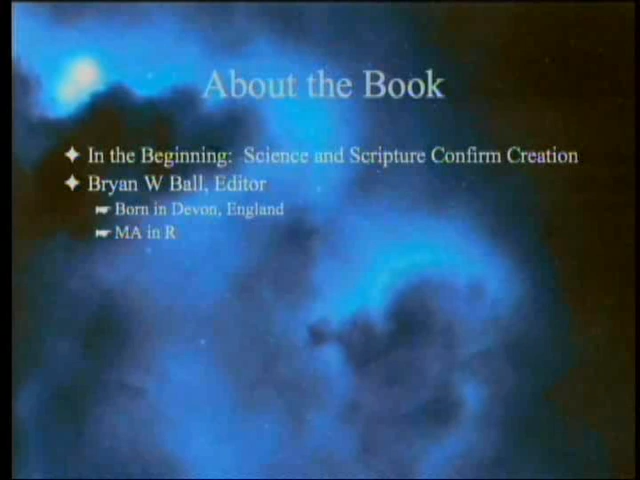 About the Book
In the Beginning: Science and Scripture Confirm Creation
Bryan W Ball, Editor
Born in Devon, England
MA in R